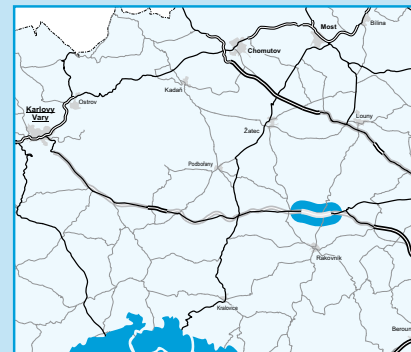 Most
Bílina
Chomutov
Kadaň
Ostrov
Karlovy
Vary
Louny
Žatec
Podbořany
Rakovník
Kralovice
Beroun